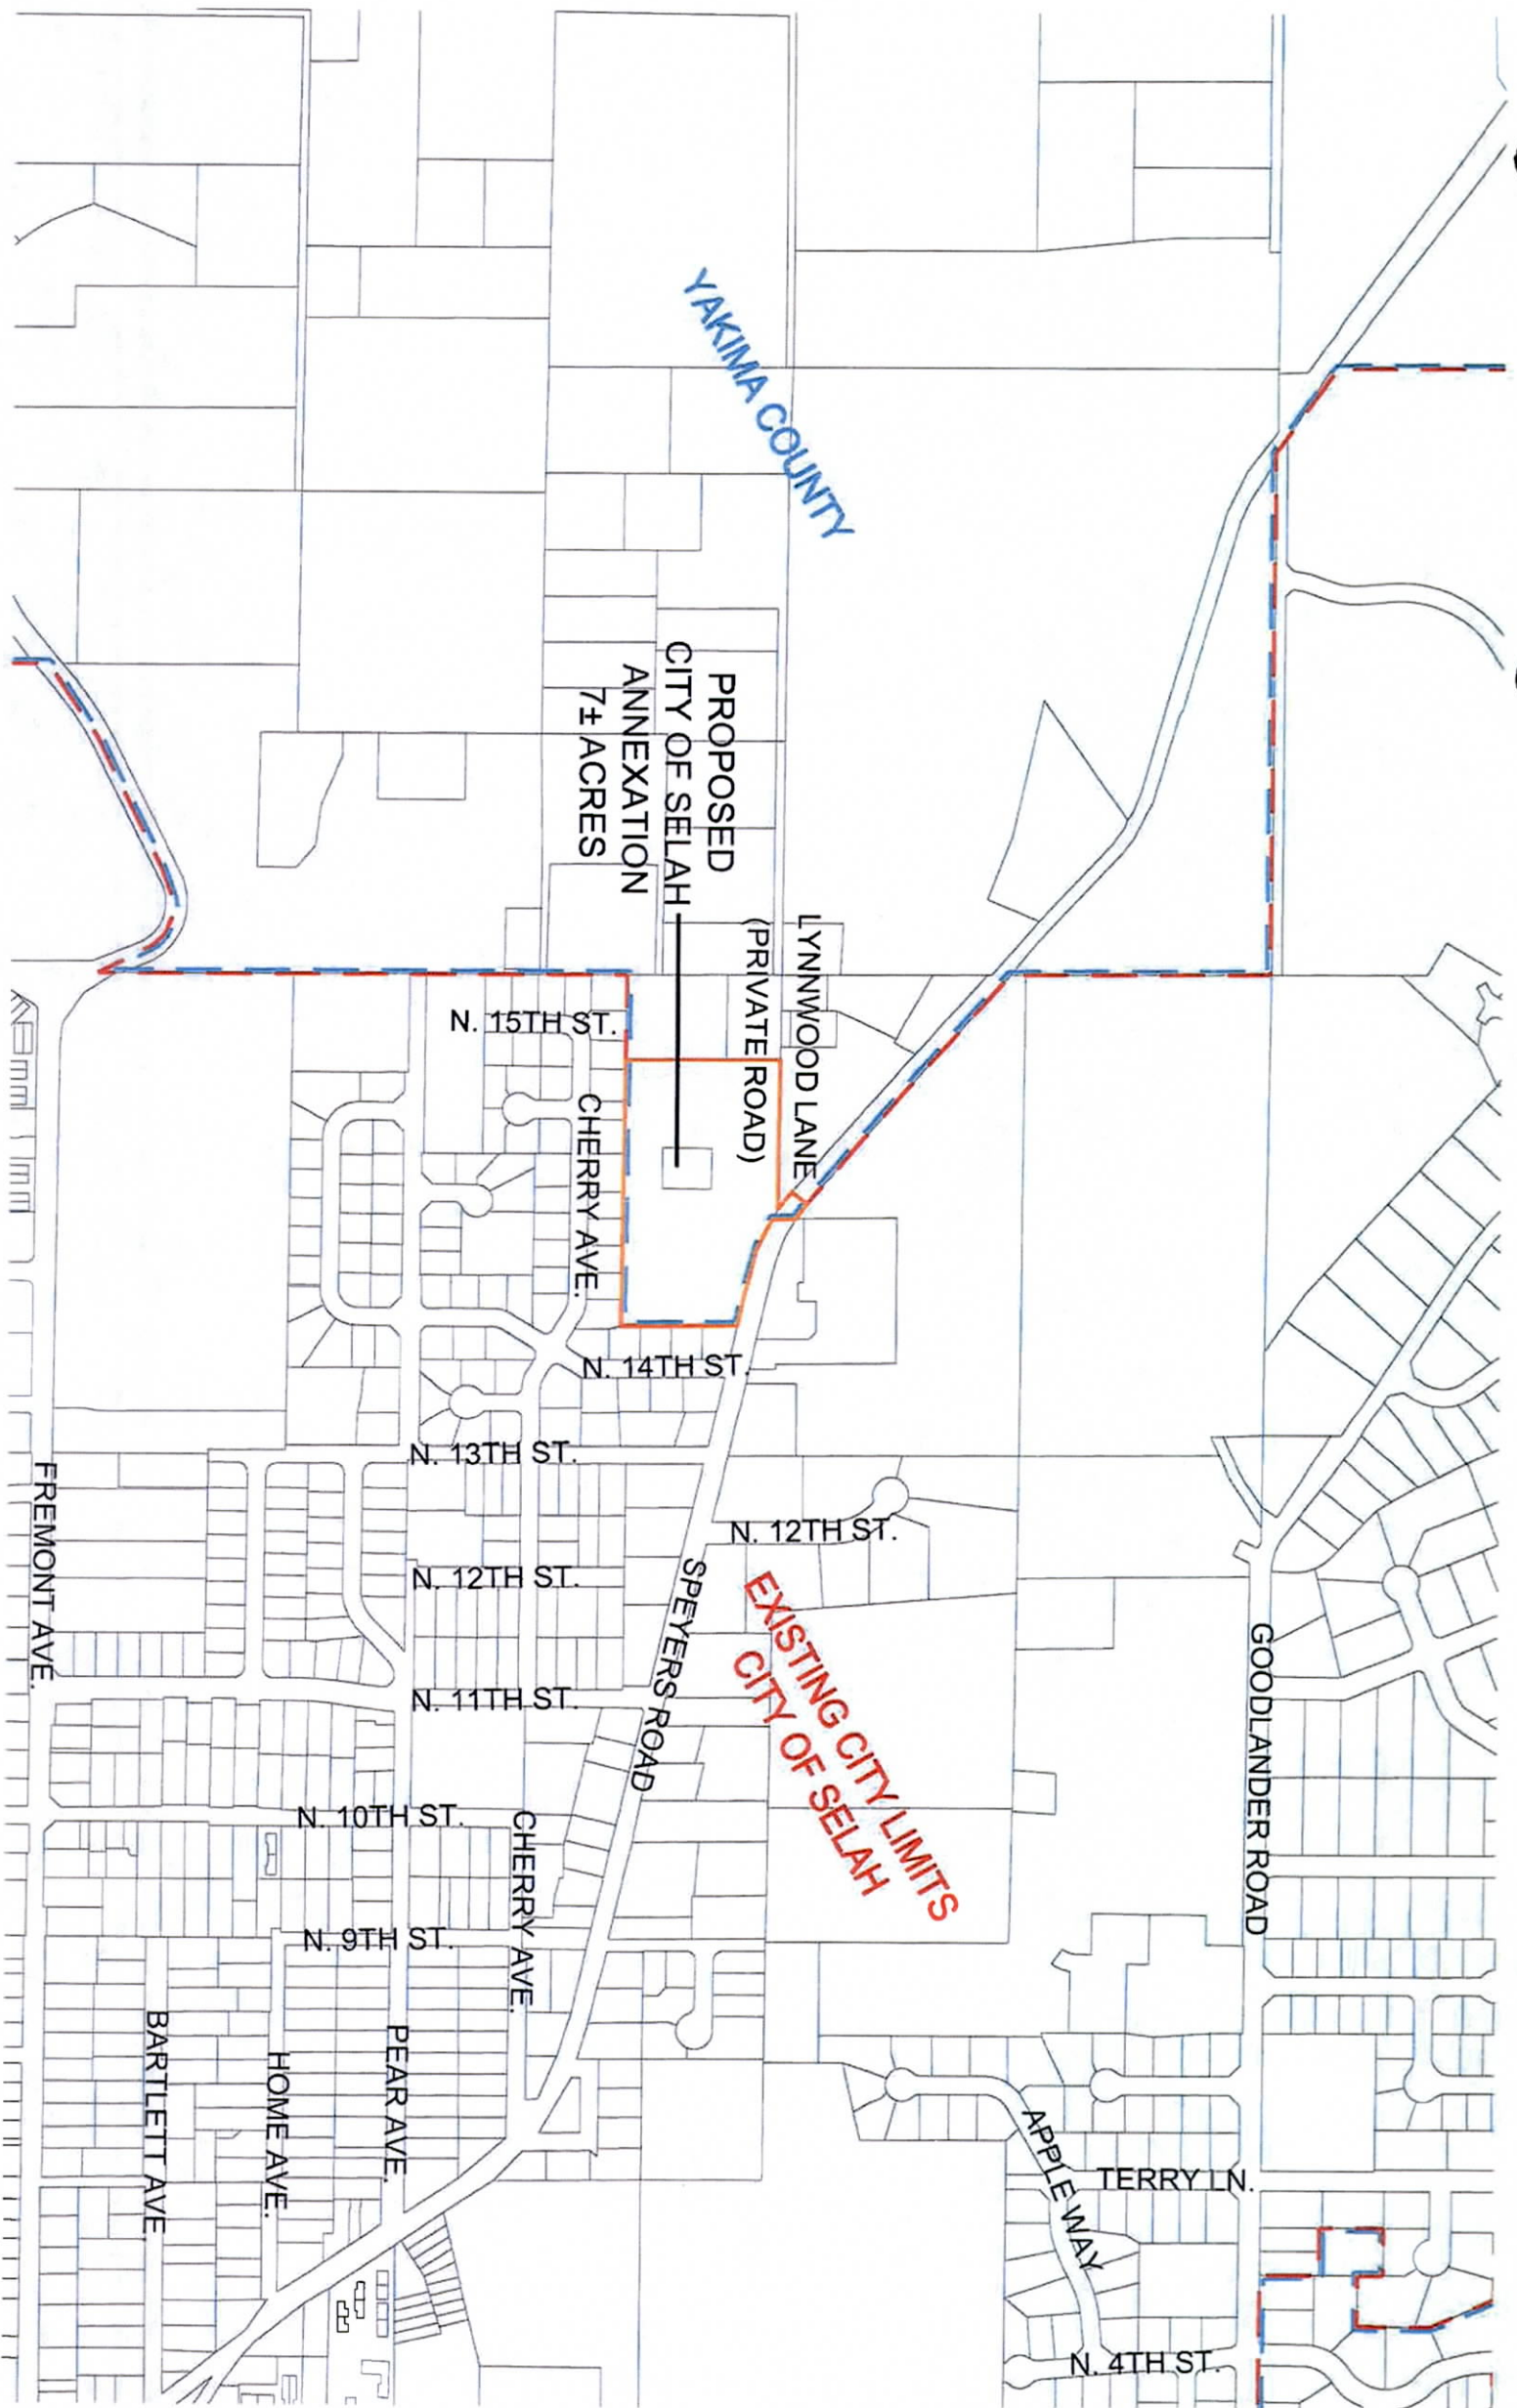 YAKIMA COUNTY
PROPOSED
CITY OF SELAH
ANNEXATION
7± ACRES
LYNNWOOD LANE
(PRIVATE ROAD)
N. 15TH ST.
CHERRY AVE.
N. 14TH ST.
N. 13TH ST.
N. 12TH ST.
N. 12TH ST.
FREMONT AVE.
SPEYERS ROAD
EXISTING CITY LIMITS
CITY OF SELAH
GOODLANDER ROAD
N. 11TH ST.
N. 10TH ST.
CHERRY AVE.
N. 9TH ST.
BARTLETT AVE
HOME AVE.
PEAR AVE.
APPLE WAY
TERRY LN.
N. 4TH ST.